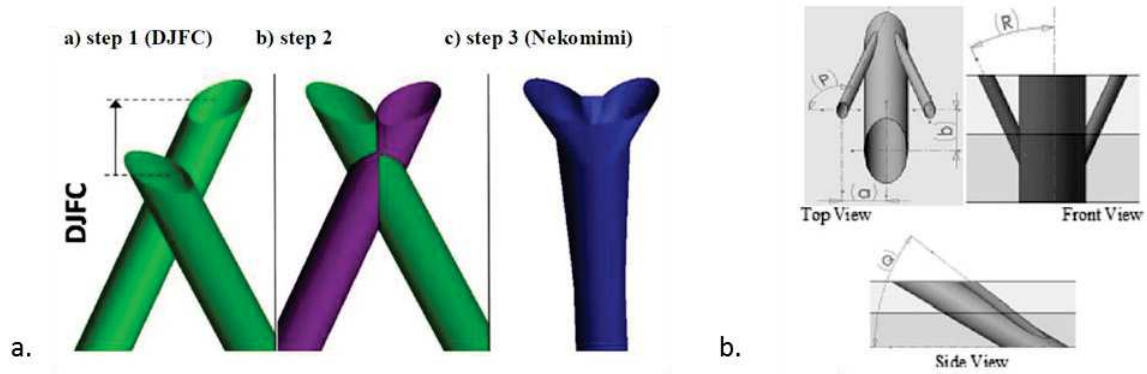 a) step 1 (DJFC) b) step 2 c) step 3 (Nekomimi)
DJFC
a.
(R)
(P)
(b)
(a)
Top View Front View
(Q)
Side View
b.